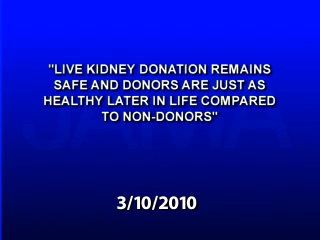 "LIVE KIDNEY DONATION REMAINS
SAFE AND DONORS ARE JUST AS
HEALTHY LATER IN LIFE COMPARED
TO NON-DONORS"
3/10/2010